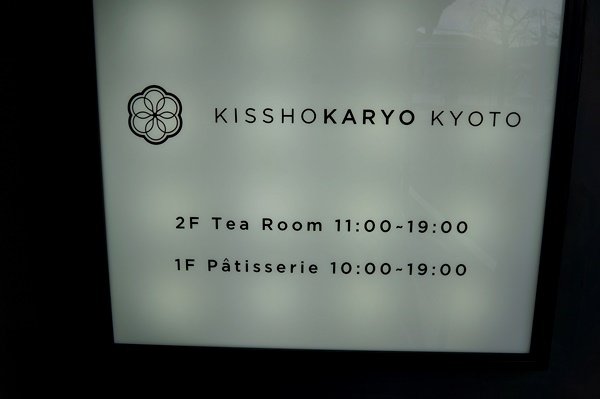 KISSHOKARYO KYOTO
2F Tea Room 11:00~19:00
1F Pâtisserie 10:00~19:00